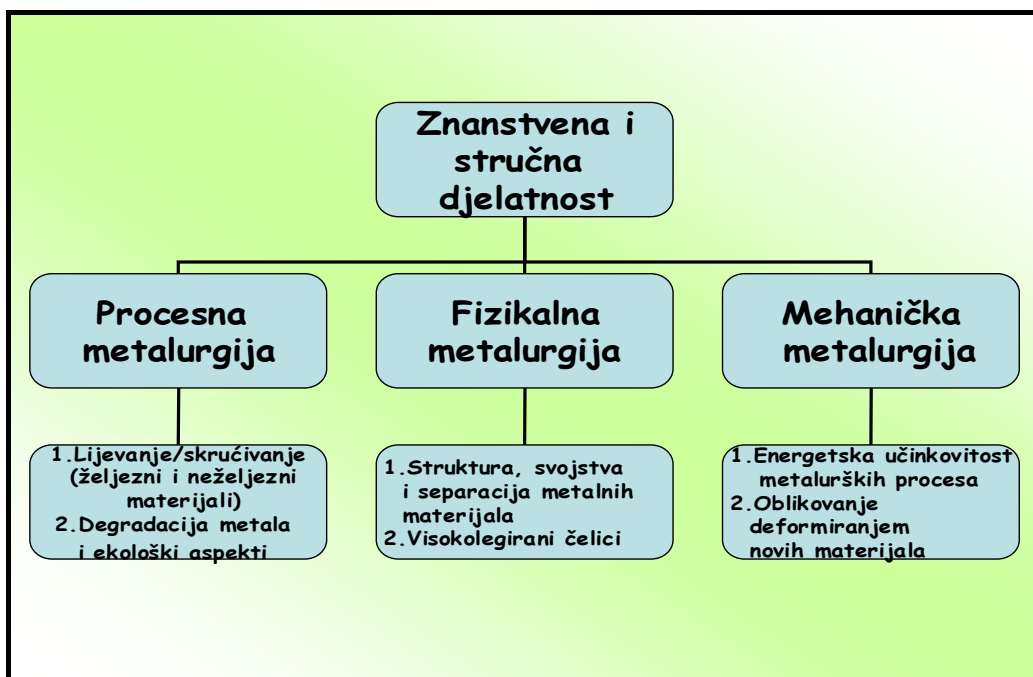 Znanstvena i
stručna
djelatnost
Procesna
metalurgija
Fizikalna
metalurgija
Mehanička
metalurgija
1.Lijevanje/skrućivanje
(željezni i neželjezni
materijali)
2.Degradacija metala
i ekološki aspekti
1.Struktura, svojstva
i separacija metalnih
materijala
2.Visokolegirani čelici
1.Energetska učinkovitost
metalurških procesa
2.Oblikovanje
deformiranjem
novih materijala